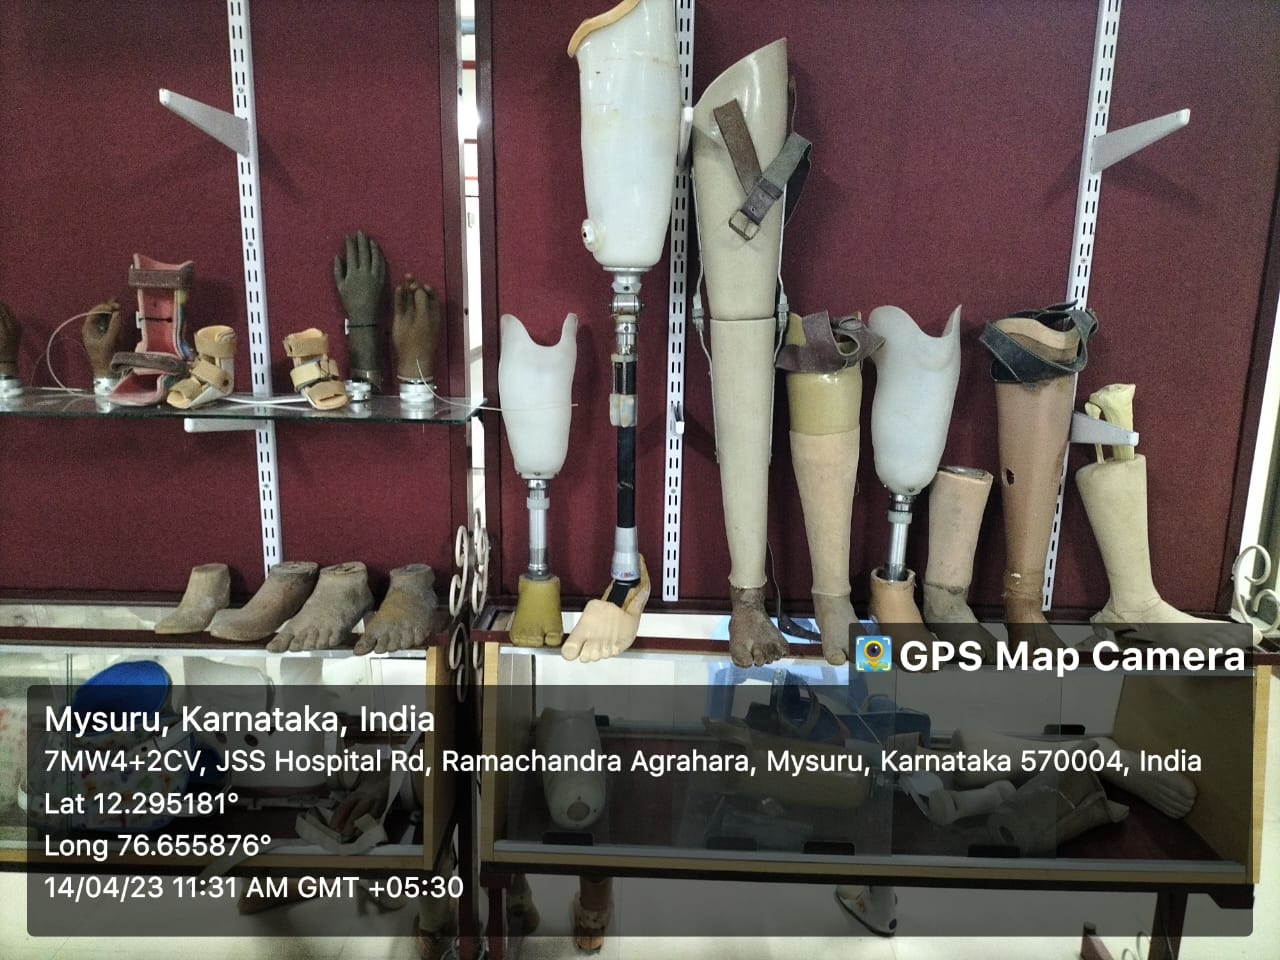 GPS Map Camera
Mysuru, Karnataka, India
7MW4+2CV, JSS Hospital Rd, Ramachandra Agrahara, Mysuru, Karnataka 570004, India
Lat 12.295181°
Long 76.655876°
14/04/23 11:31 AM GMT +05:30